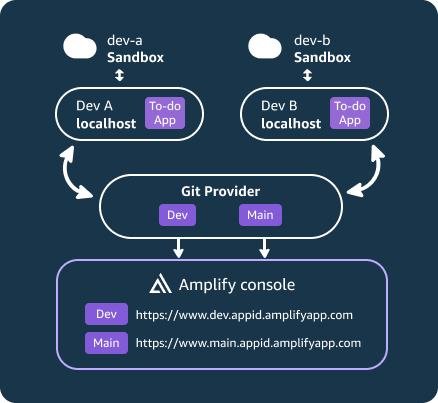 dev-a
Sandbox
dev-b
Sandbox
Dev A
localhost
To-do
App
Dev B
localhost
To-do
App
Git Provider
Dev
Main
Amplify console
Dev https://www.dev.appid.amplifyapp.com
Main https://www.main.appid.amplifyapp.com